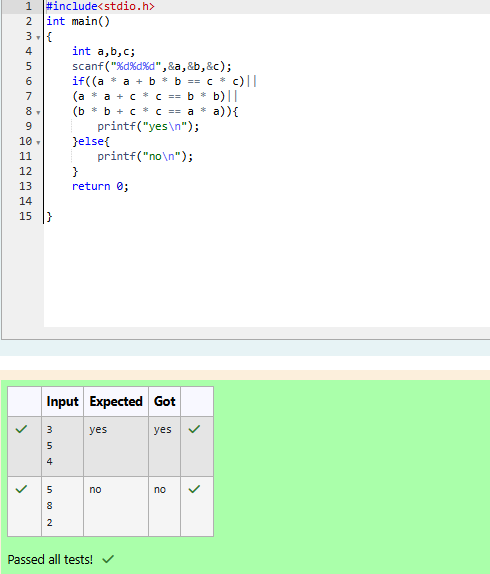 1 #include<stdio.h>
2 int main()
3 {
4     int a,b,c;
5     scanf("%d%d%d",&a,&b,&c);
6     if((a * a + b * b == c * c)||
7     (a * a + c * c == b * b)||
8     (b * b + c * c == a * a)){
9         printf("yes\n");
10     }else{
11         printf("no\n");
12     }
13     return 0;
14
15 }
Input Expected Got
3 yes yes
5
4
5 no no
8
2
Passed all tests!